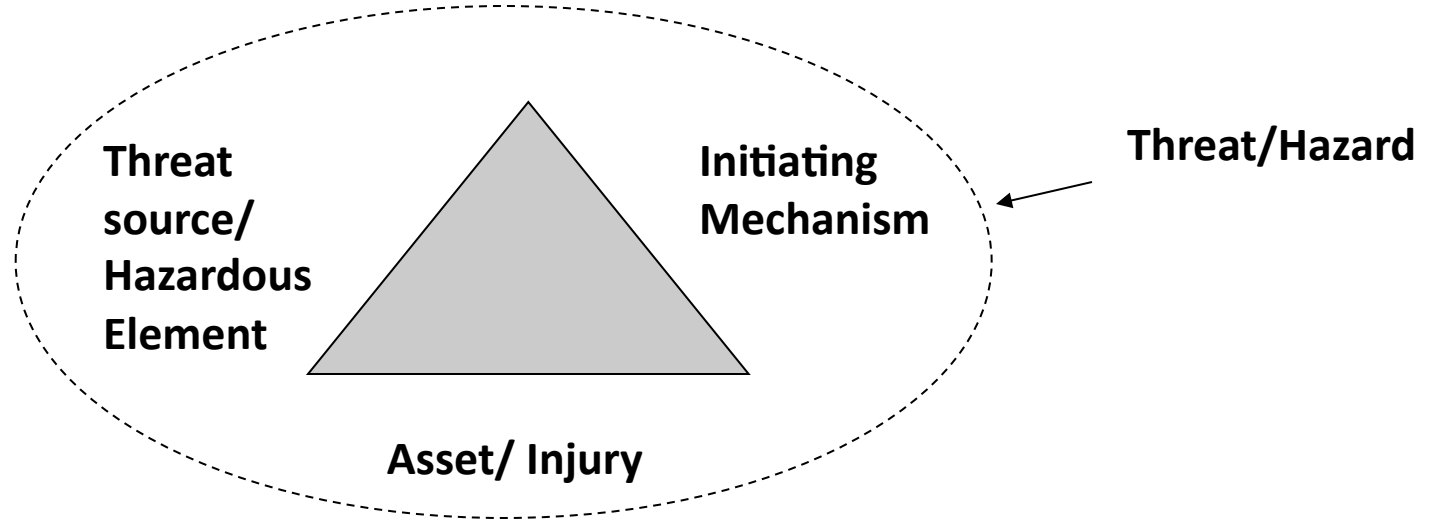 Threat
source/
Hazardous
Element
Initiating
Mechanism
Threat/Hazard
Asset/ Injury